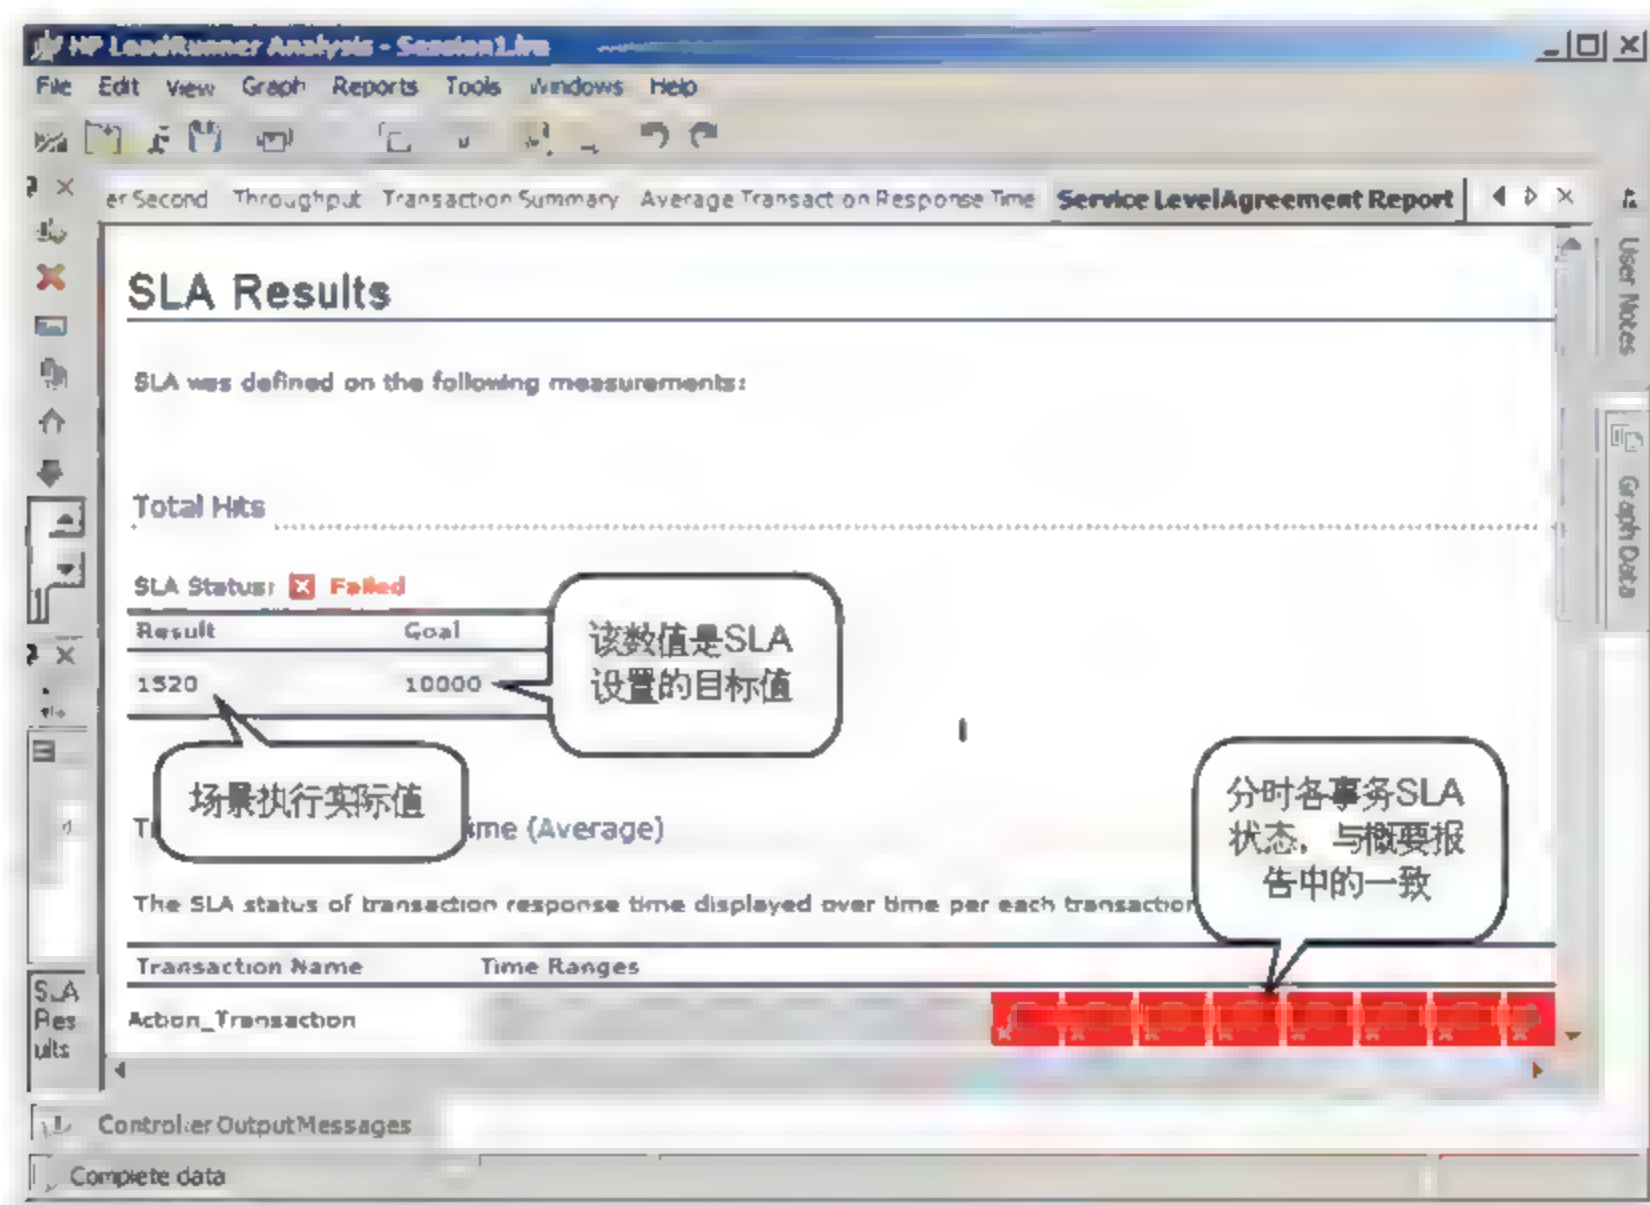 HP LoadRunner Analysis - Session1.lra
File Edit View Graph Reports Tools Windows Help
er Second Throughput Transaction Summary Average Transaction Response Time Service Level Agreement Report
User Notes
Graph Data
SLA Results
SLA was defined on the following measurements:
Total Hits
SLA Status: Failed
Result Goal
1520 10000
该数值是SLA
设置的目标值
场景执行实际值
分时各事务SLA
状态，与概要报
告中的一致
me (Average)
The SLA status of transaction response time displayed over time per each transaction
Transaction Name Time Ranges
Action_Transaction
SLA
Res
ults
Controller Output Messages
Complete data